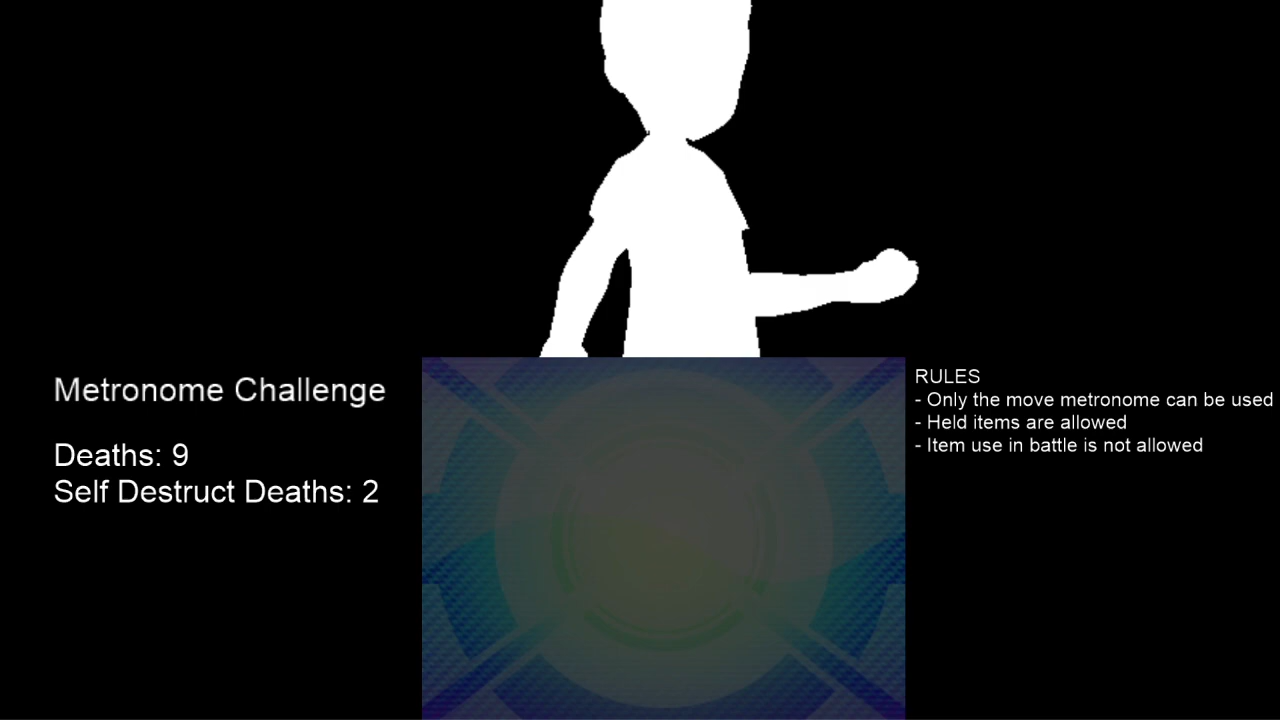 Metronome Challenge
Deaths: 9
Self Destruct Deaths: 2
RULES
- Only the move metronome can be used
- Held items are allowed
- Item use in battle is not allowed